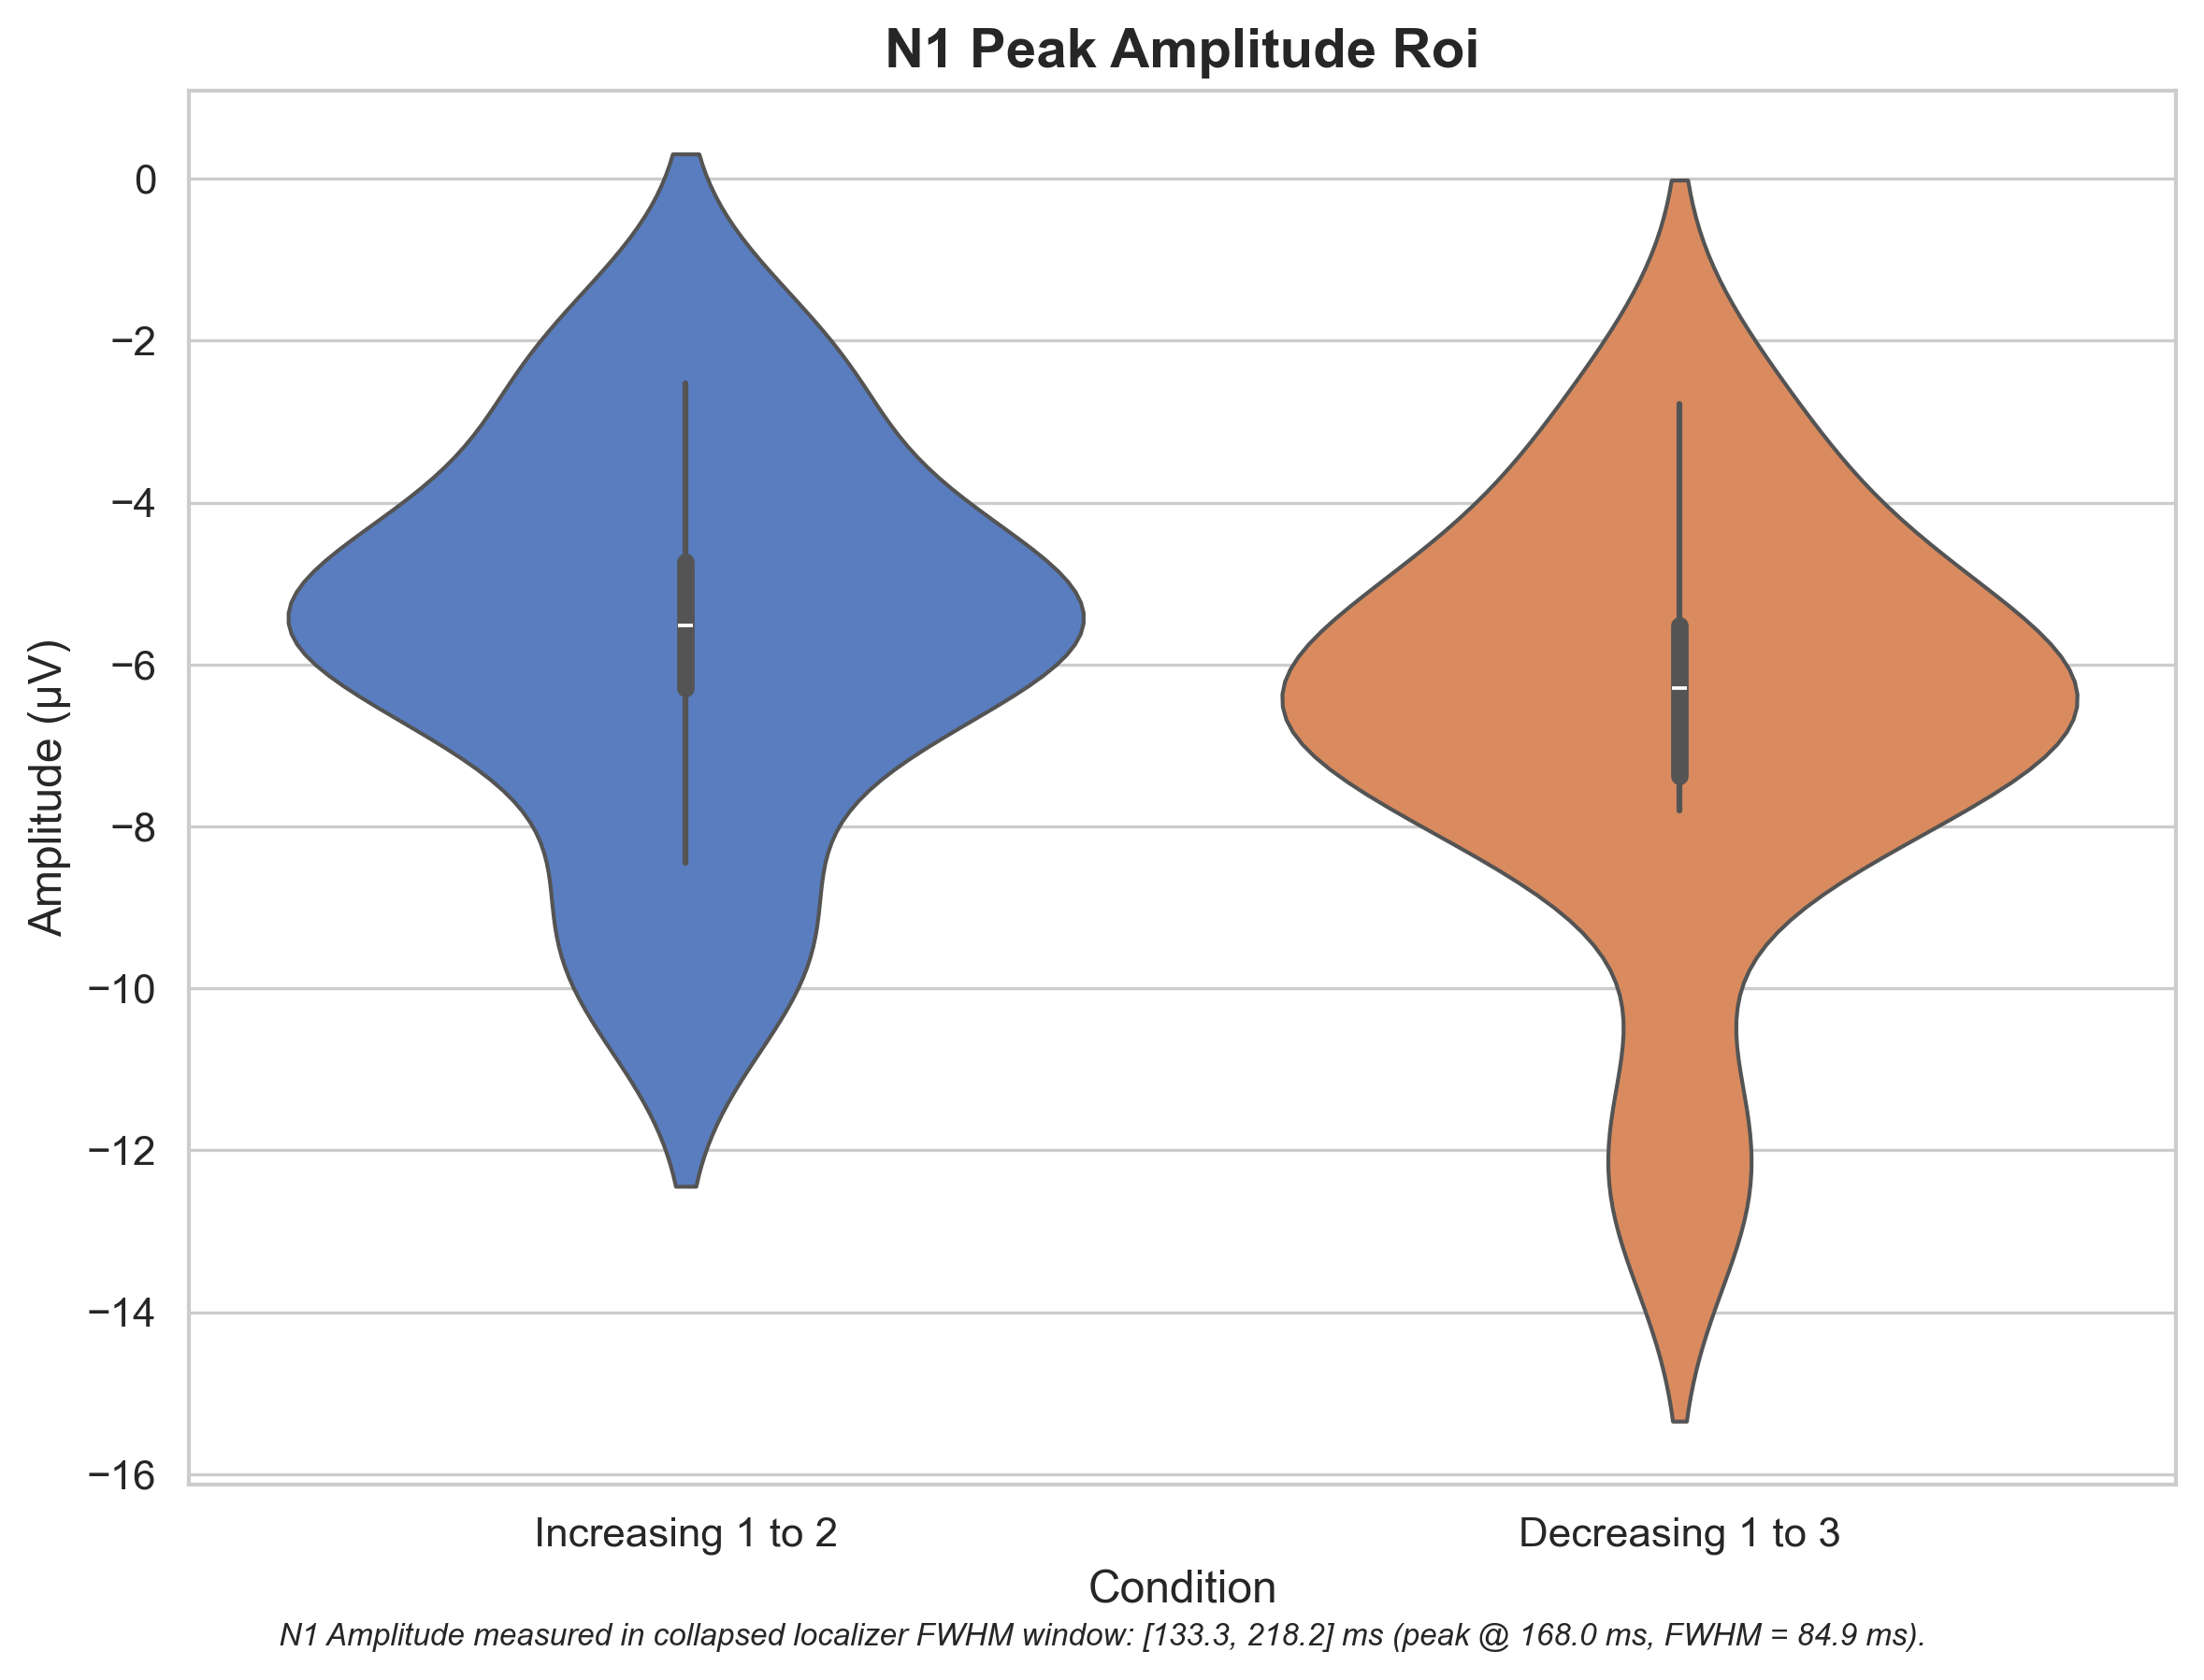 N1 Peak Amplitude Roi
0
−2
−4
−6
−8
−10
−12
−14
−16
Amplitude (μV)
Increasing 1 to 2
Decreasing 1 to 3
Condition
N1 Amplitude measured in collapsed localizer FWHM window: [133.3, 218.2] ms (peak @ 168.0 ms, FWHM = 84.9 ms).